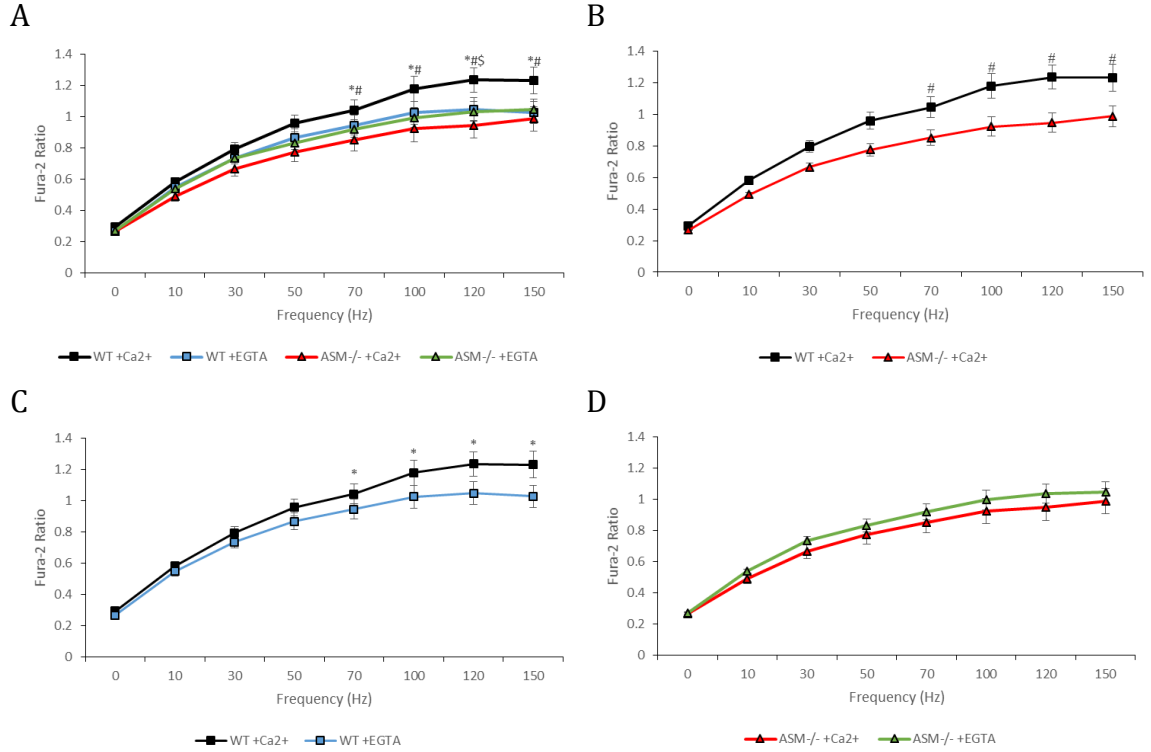 A
1.4
1.2
1
0.8
0.6
0.4
0.2
0
Fura-2 Ratio
*#
*#
*#$
*#
0 10 30 50 70 100 120 150
Frequency (Hz)
WT +Ca2+ WT +EGTA ASM-/- +Ca2+ ASM-/- +EGTA
B
1.4
1.2
1
0.8
0.6
0.4
0.2
0
Fura-2 Ratio
#
#
#
#
0 10 30 50 70 100 120 150
Frequency (Hz)
WT +Ca2+ ASM-/- +Ca2+
C
1.4
1.2
1
0.8
0.6
0.4
0.2
0
Fura-2 Ratio
*
*
*
*
0 10 30 50 70 100 120 150
Frequency (Hz)
WT +Ca2+ WT +EGTA
D
1.4
1.2
1
0.8
0.6
0.4
0.2
0
Fura-2 Ratio
0 10 30 50 70 100 120 150
Frequency (Hz)
ASM-/- +Ca2+ ASM-/- +EGTA